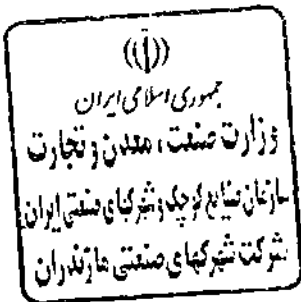 جمهوری اسلامی ایران
وزارت صنعت، معدن و تجارت
سازمان صنایع کوچک و شهرکهای صنعتی ایران
شرکت شهرکهای صنعتی مازندران